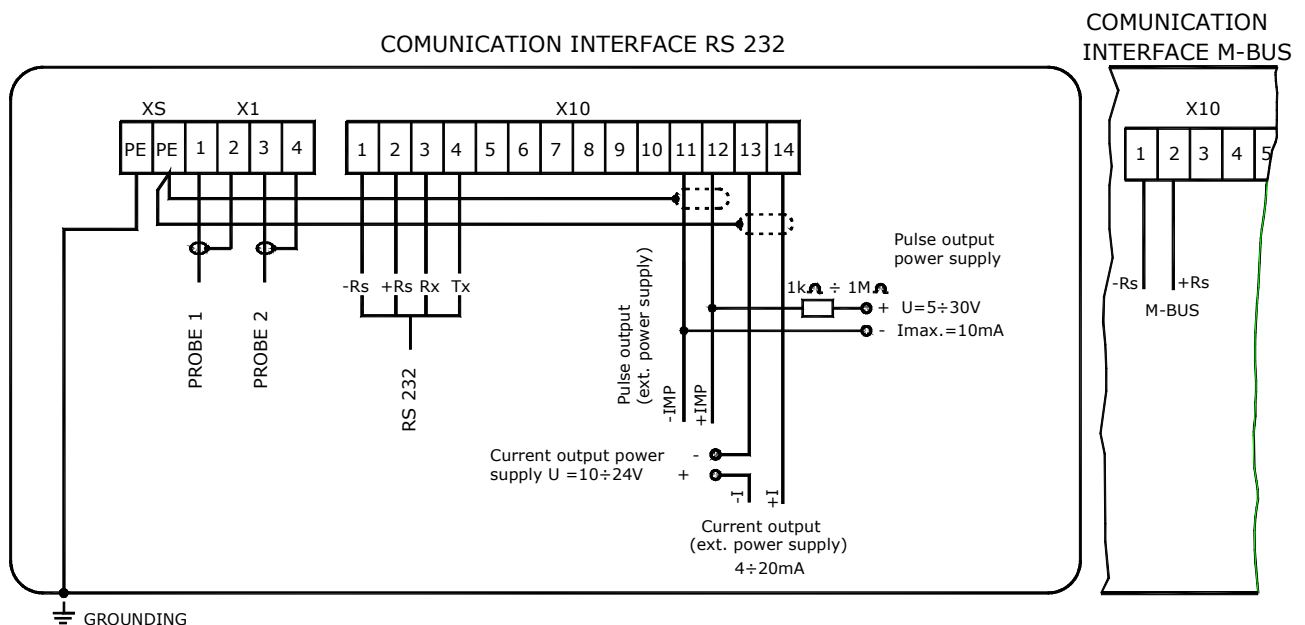 COMUNICATION INTERFACE RS 232
XS X1 X10
PE PE 1 2 3 4 1 2 3 4 5 6 7 8 9 10 11 12 13 14
-Rs +Rs Rx Tx
PROBE 1
PROBE 2
RS 232
Pulse output
(ext. power supply)
-IMP
+IMP
Pulse output
power supply
1kΩ ÷ 1MΩ
+ U=5÷30V
- Imax.=10mA
Current output power -
supply U =10÷24V +
-I
+I
Current output
(ext. power supply)
4÷20mA
GROUNDING
COMUNICATION
INTERFACE M-BUS
X10
1 2 3 4 5
-Rs +Rs
M-BUS